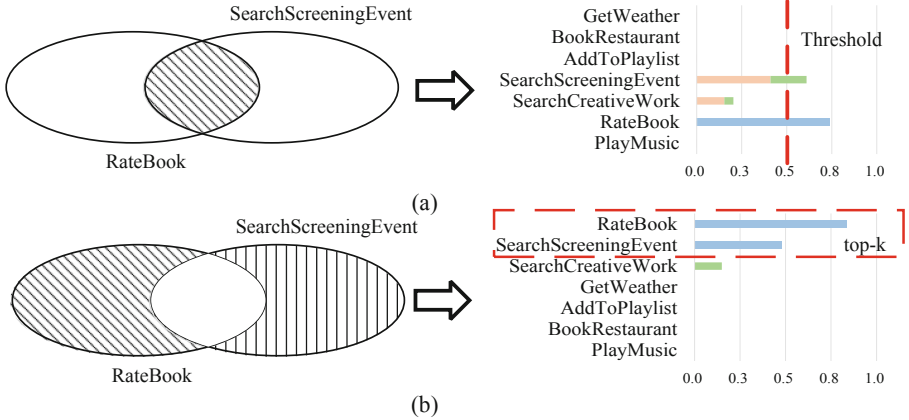 SearchScreeningEvent
RateBook
GetWeather
BookRestaurant
AddToPlaylist
SearchScreeningEvent
SearchCreativeWork
RateBook
PlayMusic
Threshold
0.0 0.3 0.5 0.8 1.0
(a)
SearchScreeningEvent
RateBook
RateBook
SearchScreeningEvent
top-k
SearchCreativeWork
GetWeather
AddToPlaylist
BookRestaurant
PlayMusic
0.0 0.3 0.5 0.8 1.0
(b)